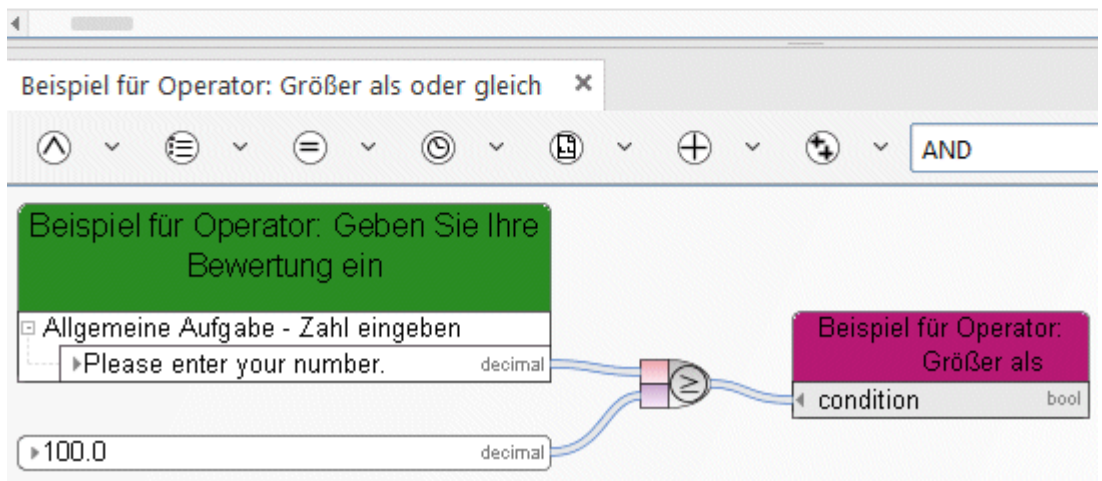 Beispiel für Operator: Größer als oder gleich
AND
Beispiel für Operator: Geben Sie Ihre
Bewertung ein
Allgemeine Aufgabe - Zahl eingeben
Please enter your number.
decimal
100.0
decimal
≥
Beispiel für Operator:
Größer als
condition
bool